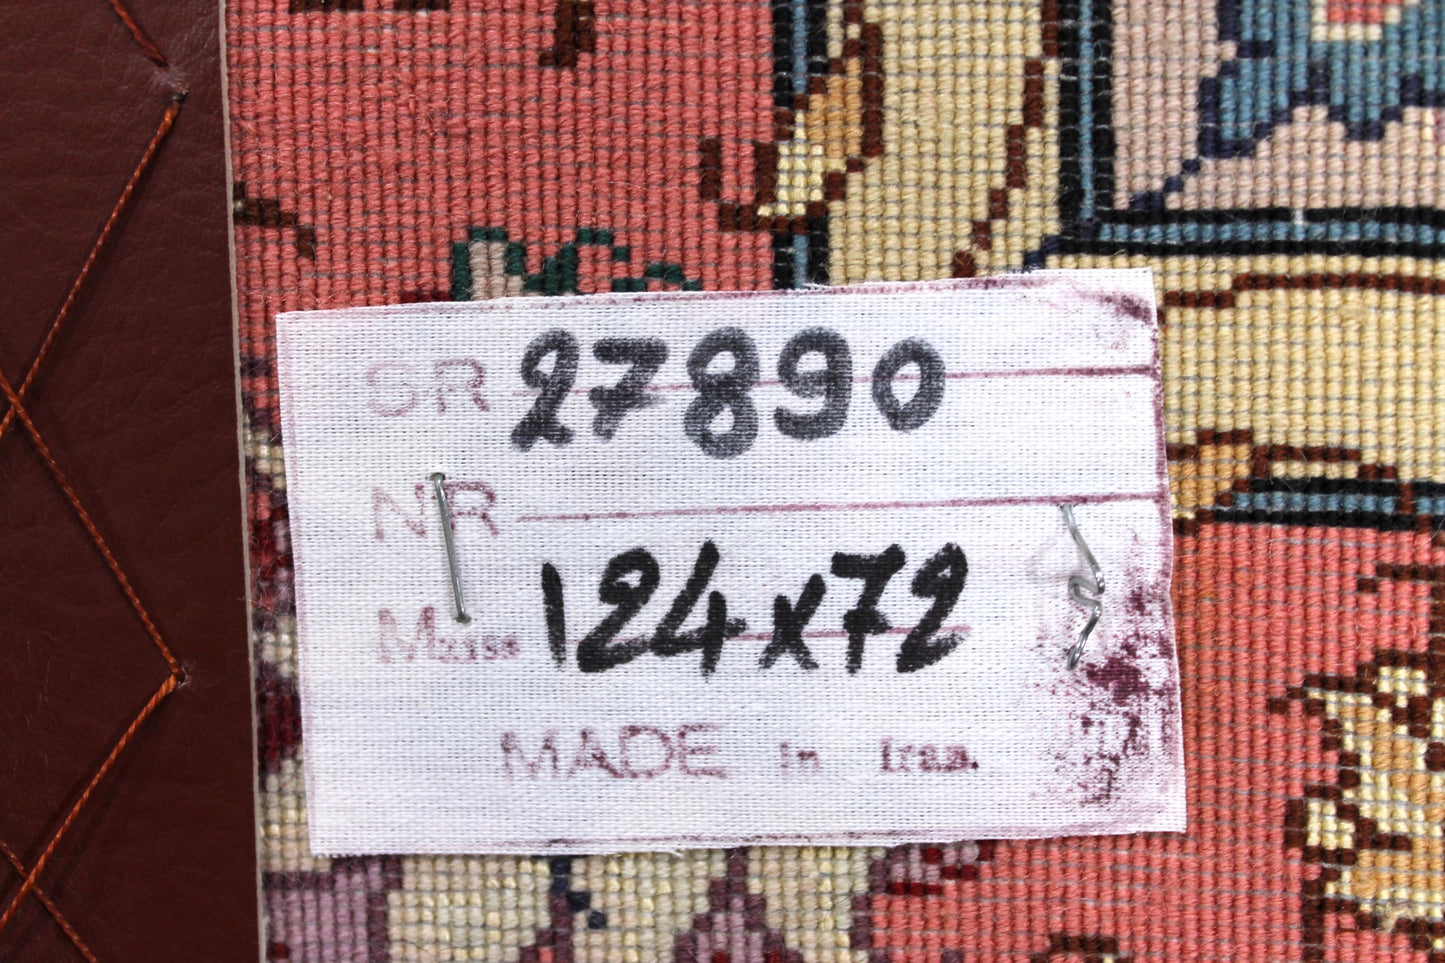 SR 27890
NR
Masse 124x72
MADE in Iran.